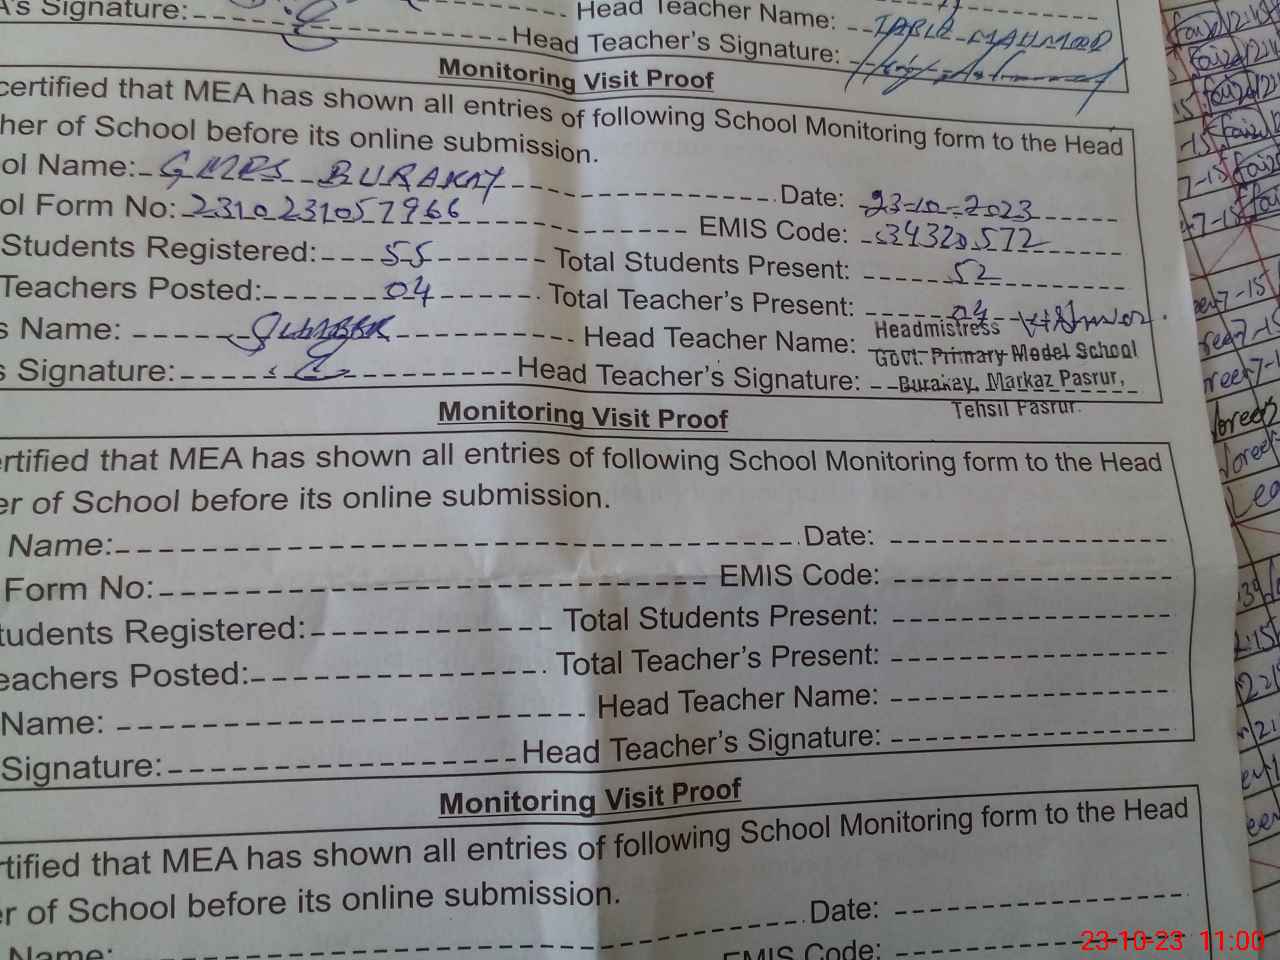 's Signature:
Head Teacher Name: TARIQ MAHMOOD
Head Teacher's Signature:
Monitoring Visit Proof
certified that MEA has shown all entries of following School Monitoring form to the Head
her of School before its online submission.
ol Name: GMPS BURAKAY Date: 23-10-2023
ol Form No: 2310231057966 EMIS Code: 34320572
Students Registered: 55 Total Students Present: 52
Teachers Posted: 04 Total Teacher's Present: 04
s Name: Head Teacher Name: Headmistress
Govt. Primary Model School
s Signature: Head Teacher's Signature: Burakay, Markaz Pasrur,
Tehsil Pasrur.
Monitoring Visit Proof
ertified that MEA has shown all entries of following School Monitoring form to the Head
er of School before its online submission.
Name: Date:
Form No: EMIS Code:
tudents Registered: Total Students Present:
eachers Posted: Total Teacher's Present:
Name: Head Teacher Name:
Signature: Head Teacher's Signature:
Monitoring Visit Proof
rtified that MEA has shown all entries of following School Monitoring form to the Head
er of School before its online submission.
Name: Date:
EMIS Code:
23-10-23 11:00